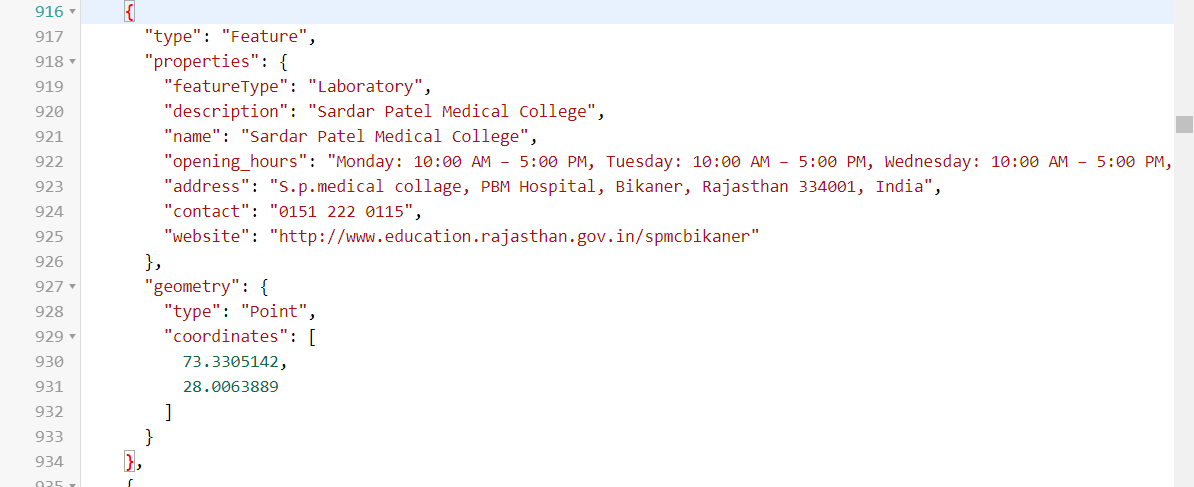 916 {
917 "type": "Feature",
918 "properties": {
919 "featureType": "Laboratory",
920 "description": "Sardar Patel Medical College",
921 "name": "Sardar Patel Medical College",
922 "opening_hours": "Monday: 10:00 AM – 5:00 PM, Tuesday: 10:00 AM – 5:00 PM, Wednesday: 10:00 AM – 5:00 PM,
923 "address": "S.p.medical collage, PBM Hospital, Bikaner, Rajasthan 334001, India",
924 "contact": "0151 222 0115",
925 "website": "http://www.education.rajasthan.gov.in/spmcbikaner"
926 },
927 "geometry": {
928 "type": "Point",
929 "coordinates": [
930 73.3305142,
931 28.0063889
932 ]
933 }
934 },
935 {